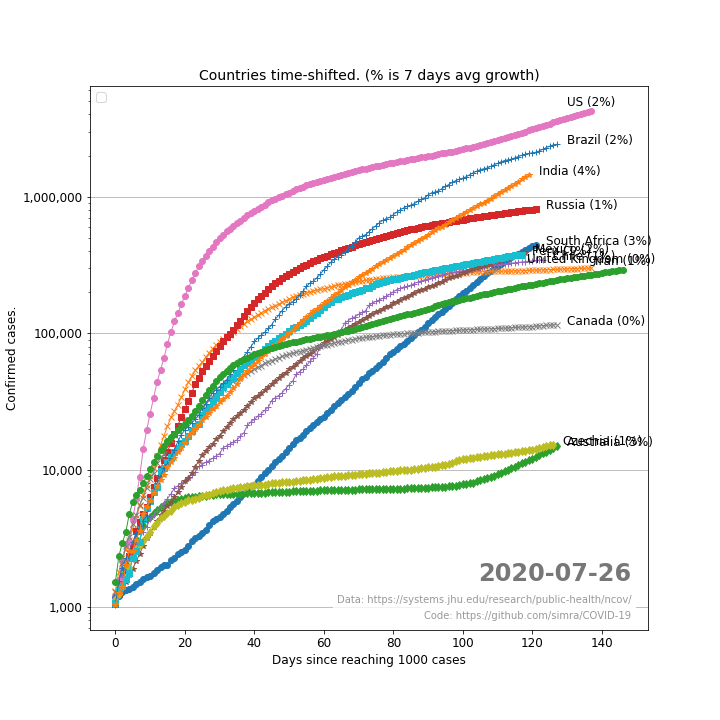 Countries time-shifted. (% is 7 days avg growth)
US (2%)
Brazil (2%)
India (4%)
1,000,000
Russia (1%)
South Africa (3%)
Mexico
United Kingdom (0%)
Iran (1%)
Canada (0%)
100,000
Confirmed cases.
Czechia
Australia (3%)
10,000
2020-07-26
Data: https://systems.jhu.edu/research/public-health/ncov/
1,000
Code: https://github.com/simra/COVID-19
0 20 40 60 80 100 120 140
Days since reaching 1000 cases